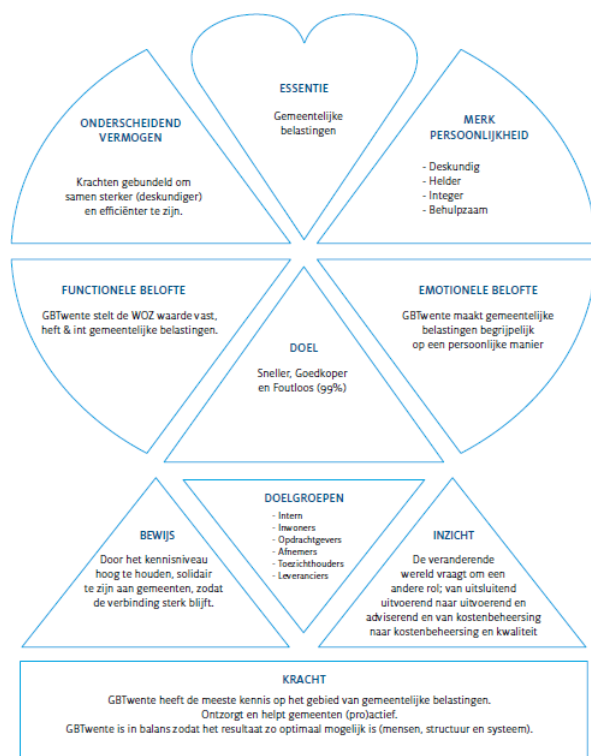 ESSENTIE
Gemeentelijke
belastingen
ONDERSCHEIDEND
VERMOGEN
Krachten gebundeld om
samen sterker (deskundiger)
en efficiënter te zijn.
MERK
PERSOONLIJKHEID
- Deskundig
- Helder
- Integer
- Behulpzaam
FUNCTIONELE BELOFTE
GBTwente stelt de WOZ waarde vast,
heft & int gemeentelijke belastingen.
DOEL
Sneller, Goedkoper
en Foutloos (99%)
EMOTIONELE BELOFTE
GBTwente maakt gemeentelijke
belastingen begrijpelijk
op een persoonlijke manier
BEWIJS
Door het kennisniveau
hoog te houden, solidair
te zijn aan gemeenten, zodat
de verbinding sterk blijft.
DOELGROEPEN
- Intern
- Inwoners
- Opdrachtgevers
- Afnemers
- Toezichthouders
- Leveranciers
INZICHT
De veranderende
wereld vraagt om een
andere rol; van uitsluitend
uitvoerend naar uitvoerend en
adviserend en van kostenbeheersing
naar kostenbeheersing en kwaliteit
KRACHT
GBTwente heeft de meeste kennis op het gebied van gemeentelijke belastingen.
Ontzorgt en helpt gemeenten (pro)actief.
GBTwente is in balans zodat het resultaat zo optimaal mogelijk is (mensen, structuur en systeem).